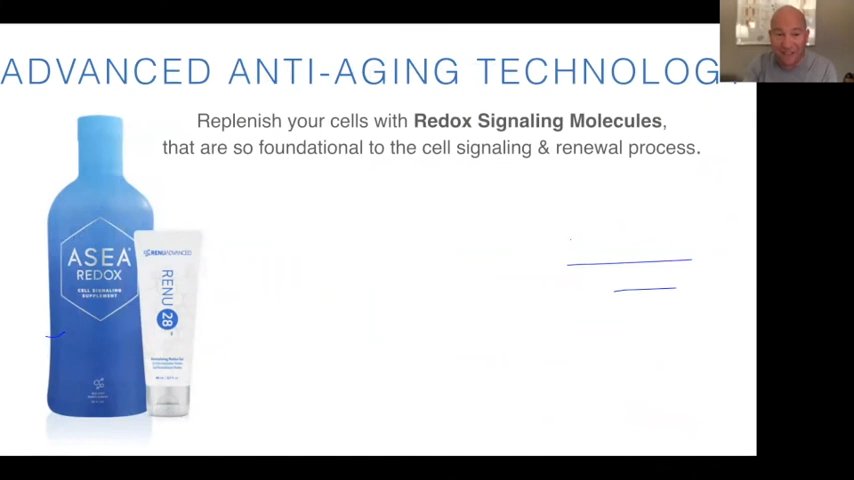 ADVANCED ANTI-AGING TECHNOLOGY
Replenish your cells with Redox Signaling Molecules,
that are so foundational to the cell signaling & renewal process.
ASEA
REDOX
CELL SIGNALING
SUPPLEMENT
RENUADVANCED
RENU
28